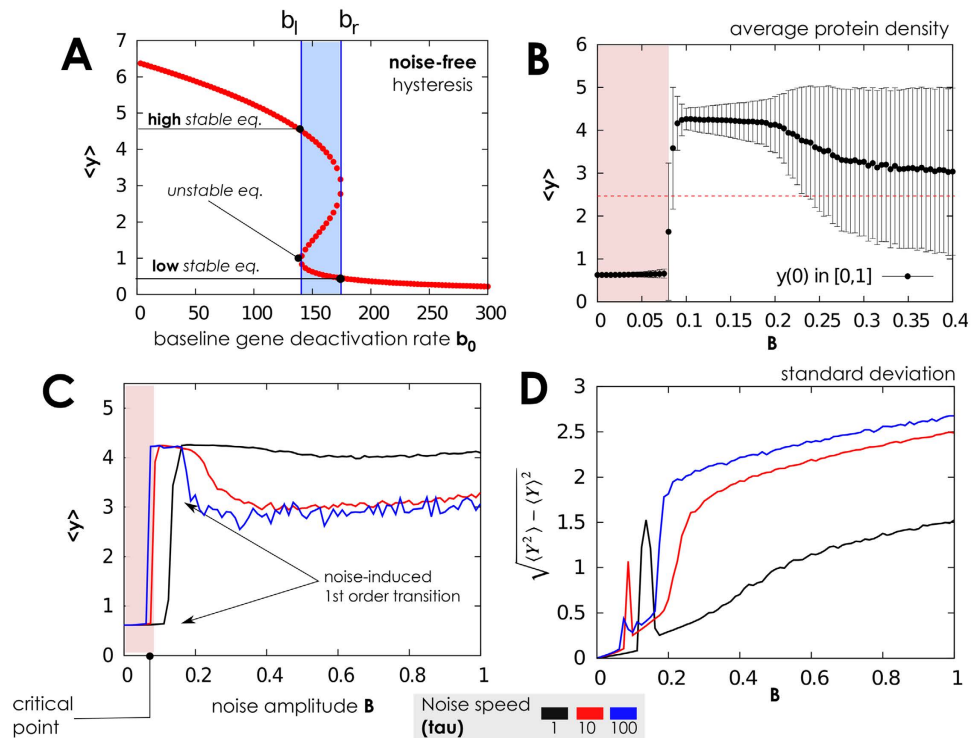 b_l b_r
A
noise-free
hysteresis
7
6
5
4
3
2
1
0
<y>
high stable eq.
unstable eq.
low stable eq.
0 50 100 150 200 250 300
baseline gene deactivation rate b_0
average protein density
B
6
5
4
3
2
1
0
<y>
y(0) in [0,1]
0 0.05 0.1 0.15 0.2 0.25 0.3 0.35 0.4
B
C
5
4
3
2
1
0
<y>
noise-induced
1st order transition
0 0.2 0.4 0.6 0.8 1
noise amplitude B
critical
point
standard deviation
D
3
2.5
2
1.5
1
0.5
0
√⟨Y²⟩ − ⟨Y⟩²
0 0.2 0.4 0.6 0.8 1
B
Noise speed
(tau)
1 10 100